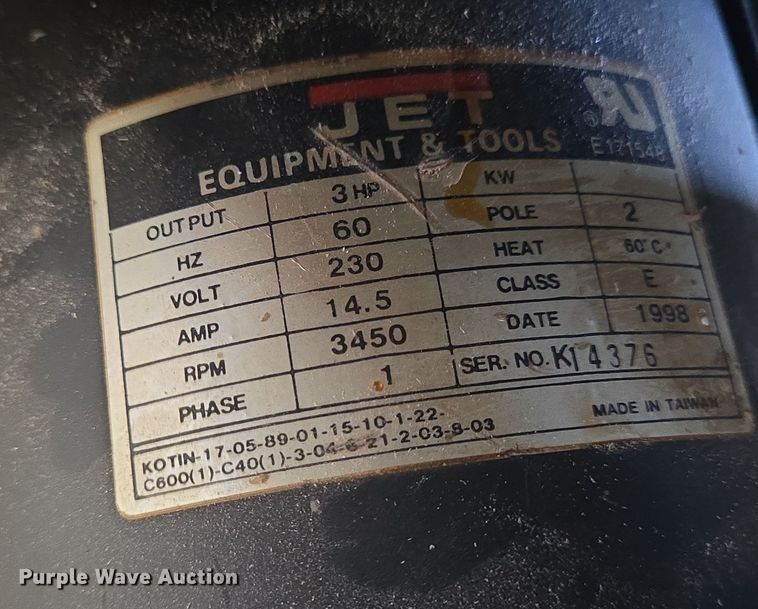 JET
EQUIPMENT & TOOLS
E171548
OUTPUT 3 HP KW
HZ 60 POLE 2
VOLT 230 HEAT 60°C
AMP 14.5 CLASS E
RPM 3450 DATE 1998
PHASE 1 SER. NO. K14376
KOTIN-17-05-89-01-15-10-1-22-
C600(1)-C40(1)-3-04-6-21-2-03-8-03
MADE IN TAIWAN
Purple Wave Auction